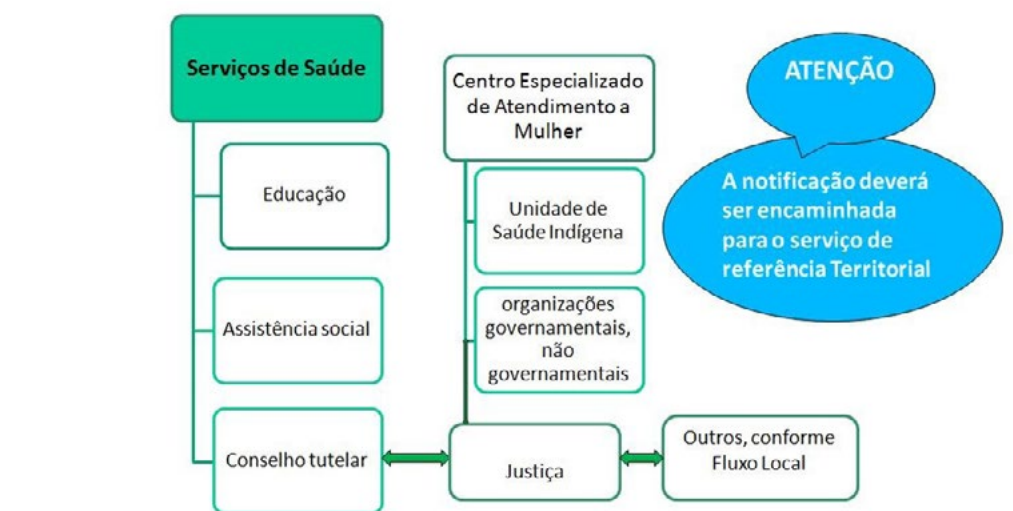 Serviços de Saúde
Educação
Assistência social
Conselho tutelar
Centro Especializado
de Atendimento a
Mulher
Unidade de
Saúde Indígena
organizações
governamentais,
não
governamentais
Justiça
Outros, conforme
Fluxo Local
ATENÇÃO
A notificação deverá
ser encaminhada
para o serviço de
referência Territorial